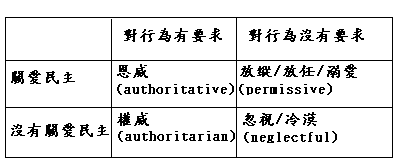 對行為有要求 對行為沒有要求
關愛民主 恩威 放縱/放任/溺愛
(authoritative) (permissive)
沒有關愛民主 權威 忽視/冷漠
(authoritarian) (neglectful)